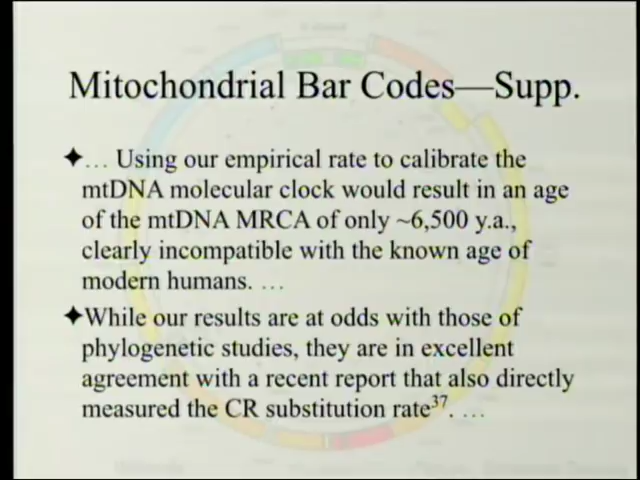 Mitochondrial Bar Codes—Supp.
✦… Using our empirical rate to calibrate the
mtDNA molecular clock would result in an age
of the mtDNA MRCA of only ~6,500 y.a.,
clearly incompatible with the known age of
modern humans. …
✦While our results are at odds with those of
phylogenetic studies, they are in excellent
agreement with a recent report that also directly
measured the CR substitution rate³⁷. …